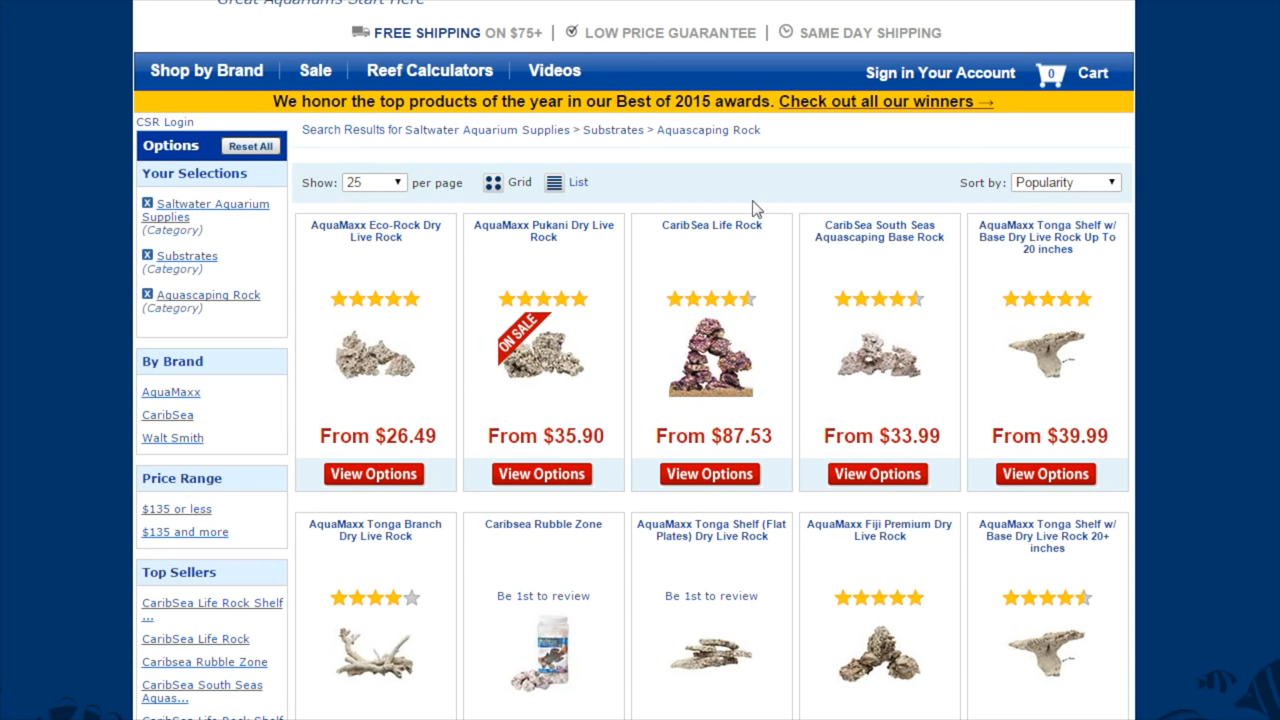 Great Aquariums Start Here
FREE SHIPPING ON $75+ | LOW PRICE GUARANTEE | SAME DAY SHIPPING
Shop by Brand Sale Reef Calculators Videos Sign in Your Account 0 Cart
We honor the top products of the year in our Best of 2015 awards. Check out all our winners →
CSR Login
Search Results for Saltwater Aquarium Supplies > Substrates > Aquascaping Rock
Options Reset All
Your Selections
X Saltwater Aquarium
Supplies
(Category)
X Substrates
(Category)
X Aquascaping Rock
(Category)
By Brand
AquaMaxx
CaribSea
Walt Smith
Price Range
$135 or less
$135 and more
Top Sellers
CaribSea Life Rock Shelf
...
CaribSea Life Rock
Caribsea Rubble Zone
CaribSea South Seas
Aquas...
CaribSea Life Rock Shelf
Show: 25 per page Grid List Sort by: Popularity
AquaMaxx Eco-Rock Dry
Live Rock
From $26.49
View Options
AquaMaxx Pukani Dry Live
Rock
ON SALE
From $35.90
View Options
CaribSea Life Rock
From $87.53
View Options
CaribSea South Seas
Aquascaping Base Rock
From $33.99
View Options
AquaMaxx Tonga Shelf w/
Base Dry Live Rock Up To
20 inches
From $39.99
View Options
AquaMaxx Tonga Branch
Dry Live Rock
Caribsea Rubble Zone
Be 1st to review
AquaMaxx Tonga Shelf (Flat
Plates) Dry Live Rock
Be 1st to review
AquaMaxx Fiji Premium Dry
Live Rock
AquaMaxx Tonga Shelf w/
Base Dry Live Rock 20+
inches